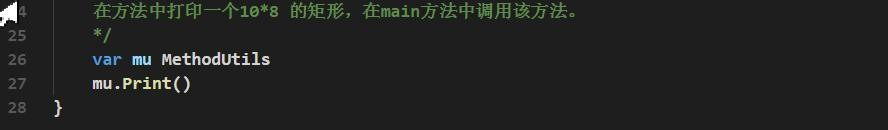 在方法中打印一个10*8 的矩形，在main方法中调用该方法。
25 */
26 var mu MethodUtils
27 mu.Print()
28 }